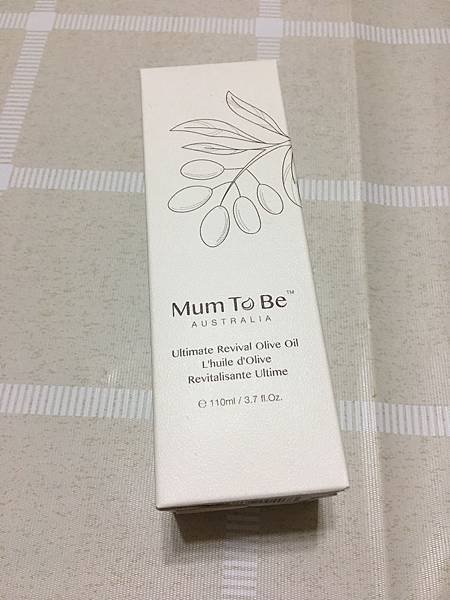 Mum To Be™
AUSTRALIA
Ultimate Revival Olive Oil
L'huile d'Olive
Revitalisante Ultime
℮ 110ml / 3.7 fl.Oz.